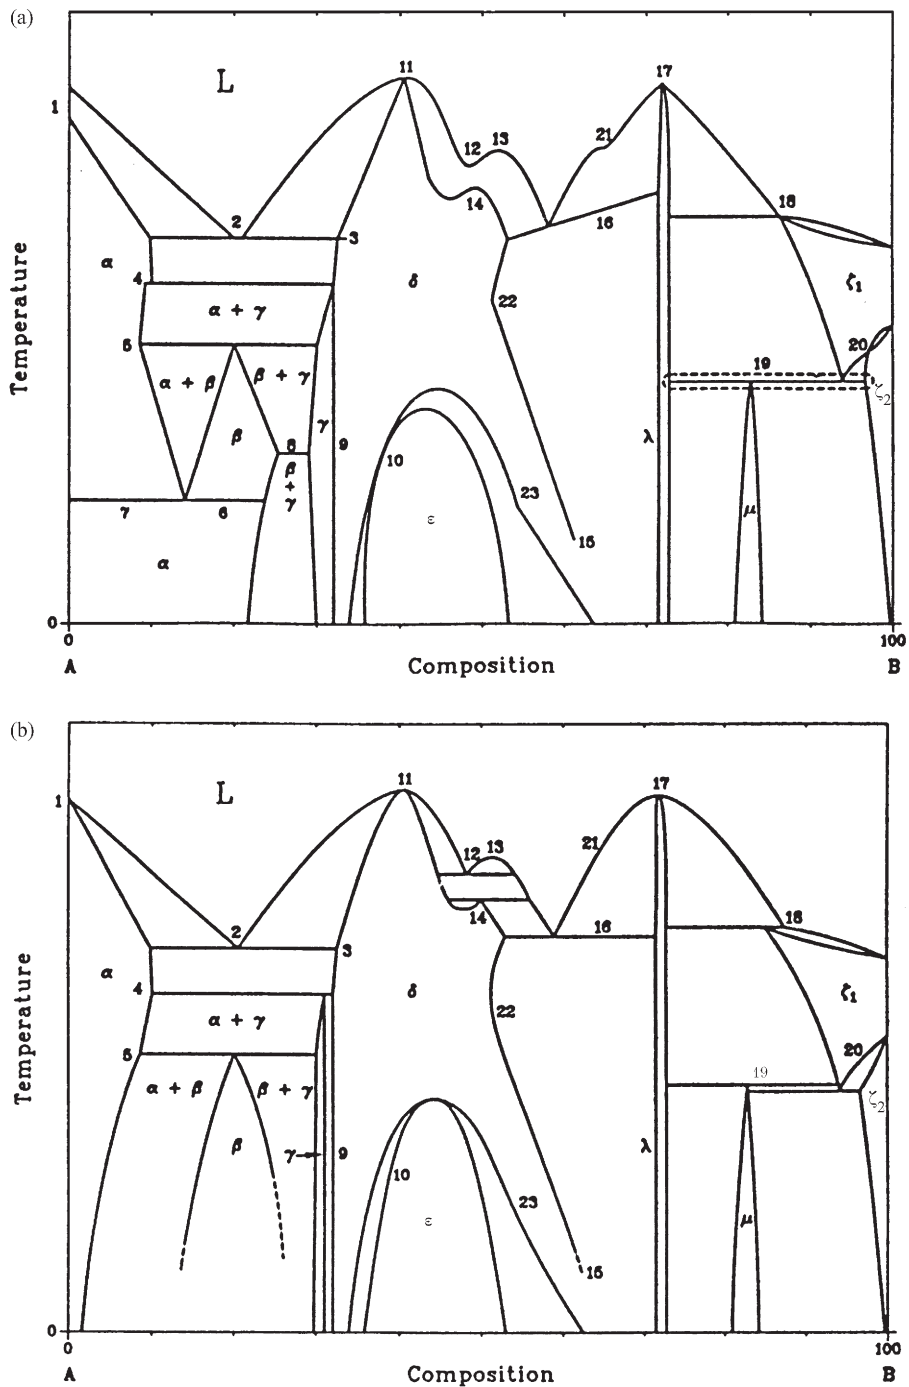 (a)
L
11
17
1
12 13
21
14
2
3
16
18
α
4
δ
ζ1
α + γ
22
5
20
19
α + β
β + γ
ζ2
γ
β
8
9
λ
10
β
+
γ
ε
23
μ
7
6
15
α
0
0
100
A
Composition
B
Temperature
(b)
L
11
17
1
12 13
21
14
2
3
16
18
α
4
δ
ζ1
α + γ
22
5
20
19
α + β
β + γ
ζ2
β
γ
9
λ
10
ε
23
μ
15
0
0
100
A
Composition
B
Temperature